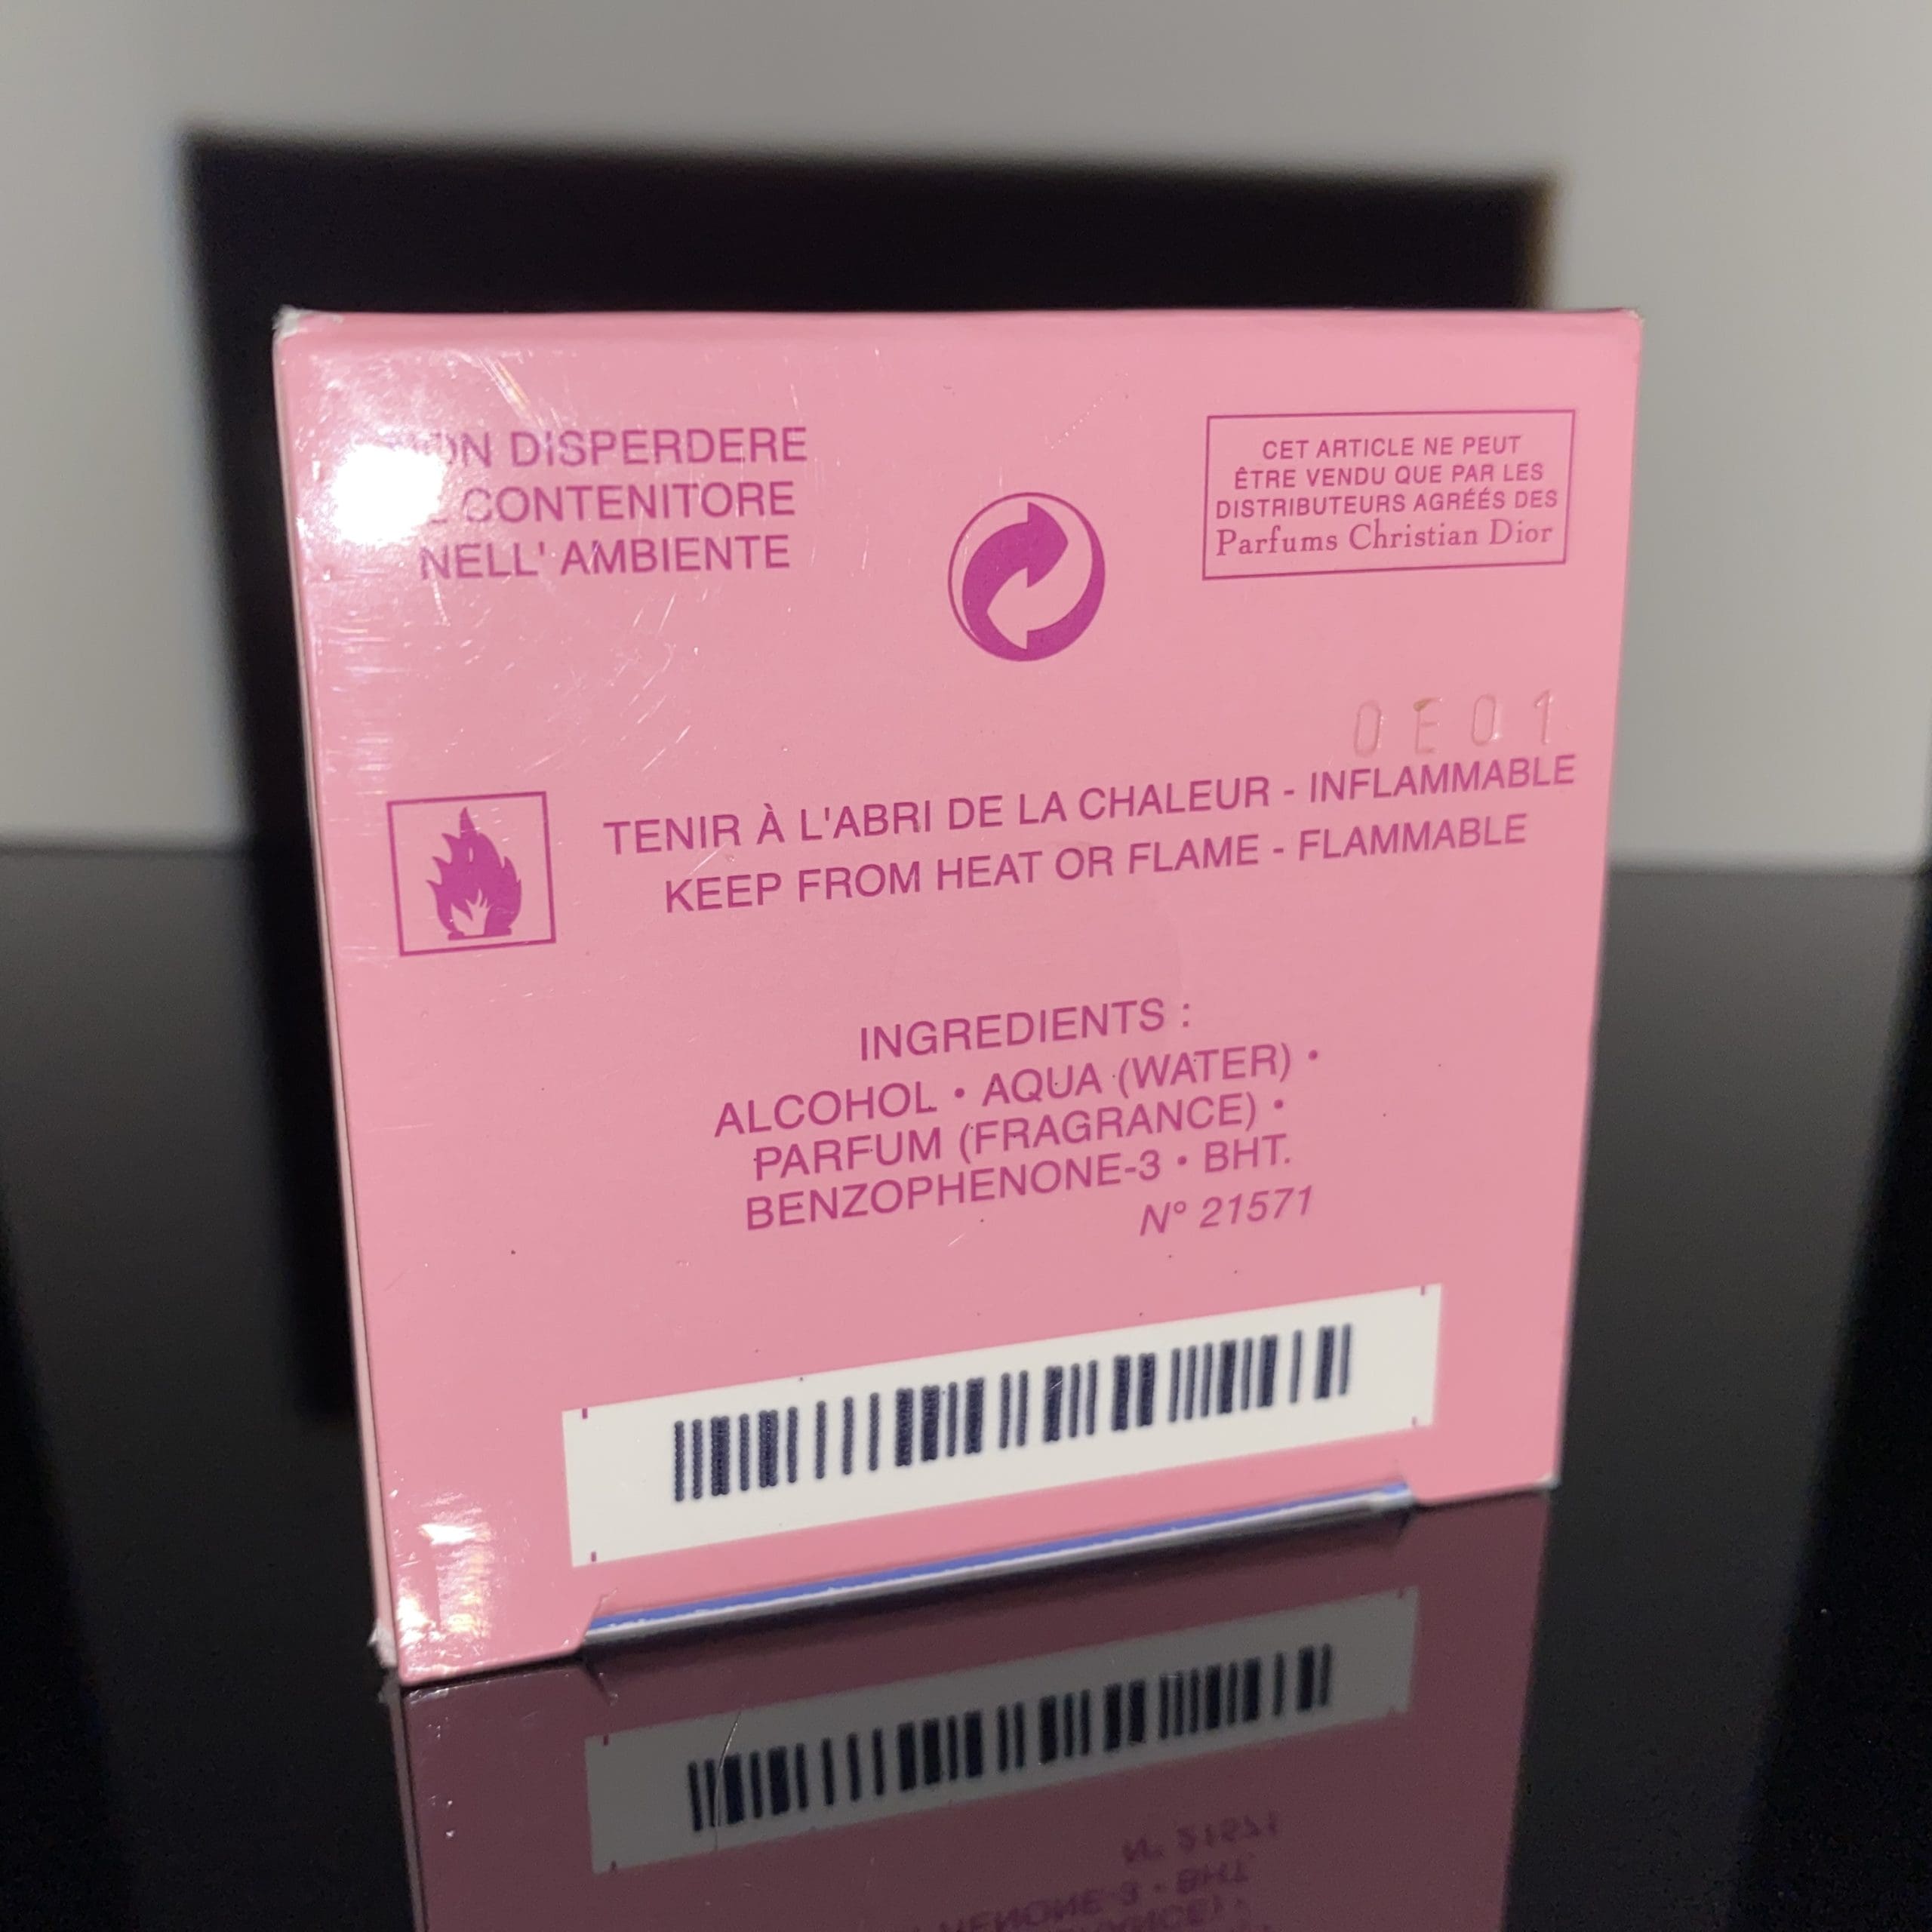 DISPERDERE
CONTENITORE
NELL' AMBIENTE
CET ARTICLE NE PEUT
ÊTRE VENDU QUE PAR LES
DISTRIBUTEURS AGRÉÉS DES
Parfums Christian Dior
0E01
TENIR À L'ABRI DE LA CHALEUR - INFLAMMABLE
KEEP FROM HEAT OR FLAME - FLAMMABLE
INGREDIENTS :
ALCOHOL • AQUA (WATER) •
PARFUM (FRAGRANCE) •
BENZOPHENONE-3 • BHT.
N° 21571